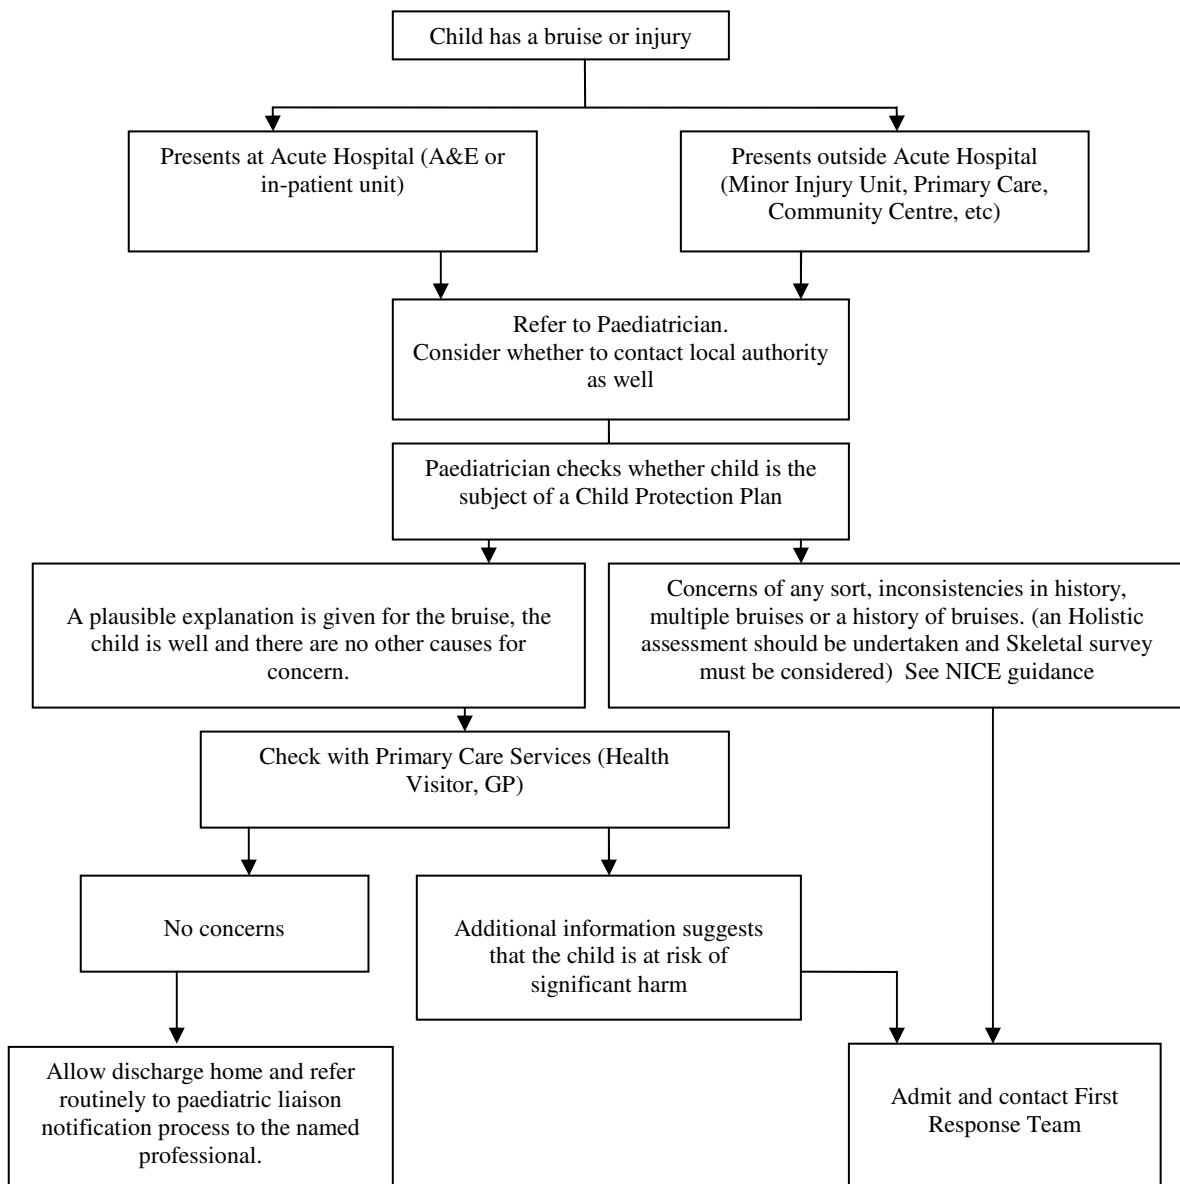 Child has a bruise or injury
Presents at Acute Hospital (A&E or
in-patient unit)
Presents outside Acute Hospital
(Minor Injury Unit, Primary Care,
Community Centre, etc)
Refer to Paediatrician.
Consider whether to contact local authority
as well
Paediatrician checks whether child is the
subject of a Child Protection Plan
A plausible explanation is given for the bruise, the
child is well and there are no other causes for
concern.
Concerns of any sort, inconsistencies in history,
multiple bruises or a history of bruises. (an Holistic
assessment should be undertaken and Skeletal survey
must be considered)  See NICE guidance
Check with Primary Care Services (Health
Visitor, GP)
No concerns
Additional information suggests
that the child is at risk of
significant harm
Allow discharge home and refer
routinely to paediatric liaison
notification process to the named
professional.
Admit and contact First
Response Team